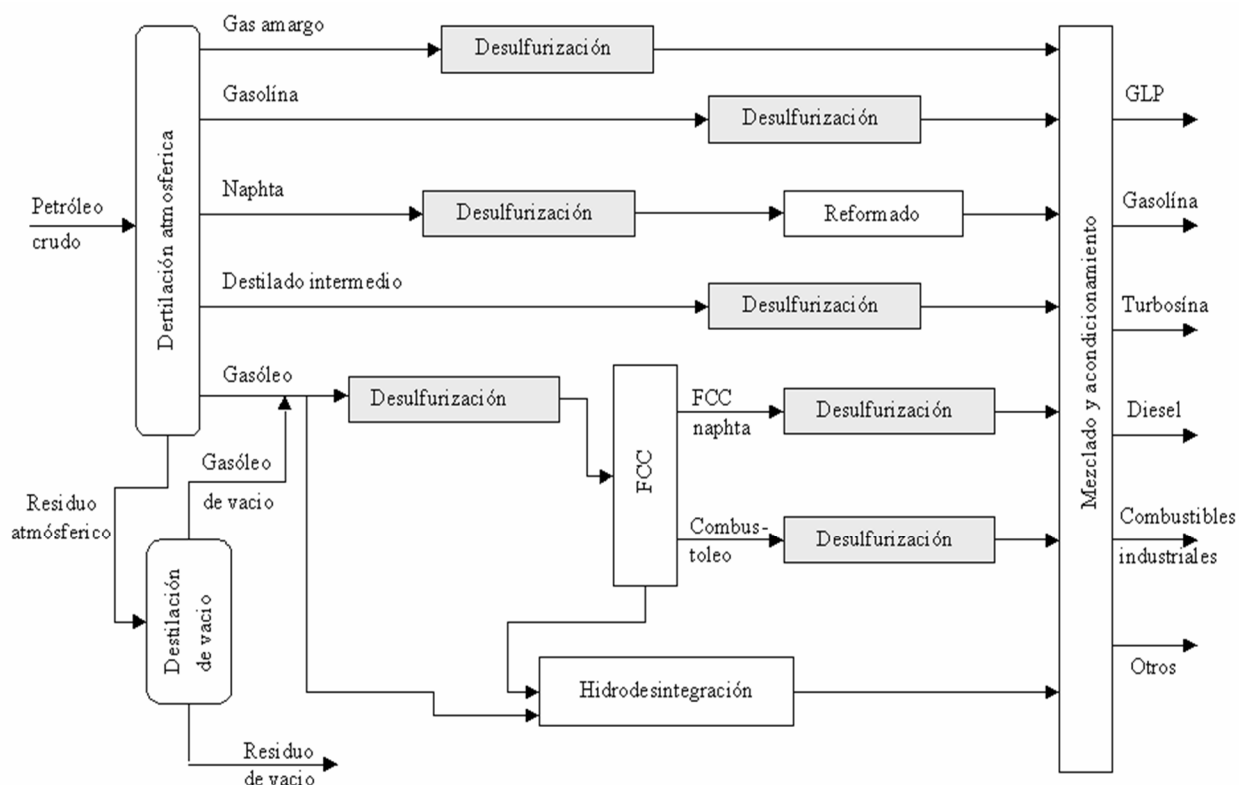 Gas amargo
Desulfurización
Gasolína
Desulfurización
GLP
Naphta
Desulfurización
Reformado
Petróleo
crudo
Dertilación atmosferica
Gasolína
Destilado intermedio
Desulfurización
Turbosína
Mezclado y acondicionamiento
Gasóleo
Desulfurización
FCC
FCC
naphta
Desulfurización
Diesel
Gasóleo
de vacio
Residuo
atmósferico
Combus-
toleo
Desulfurización
Combustibles
industriales
Destilación
de vacio
Hidrodesintegración
Otros
Residuo
de vacio